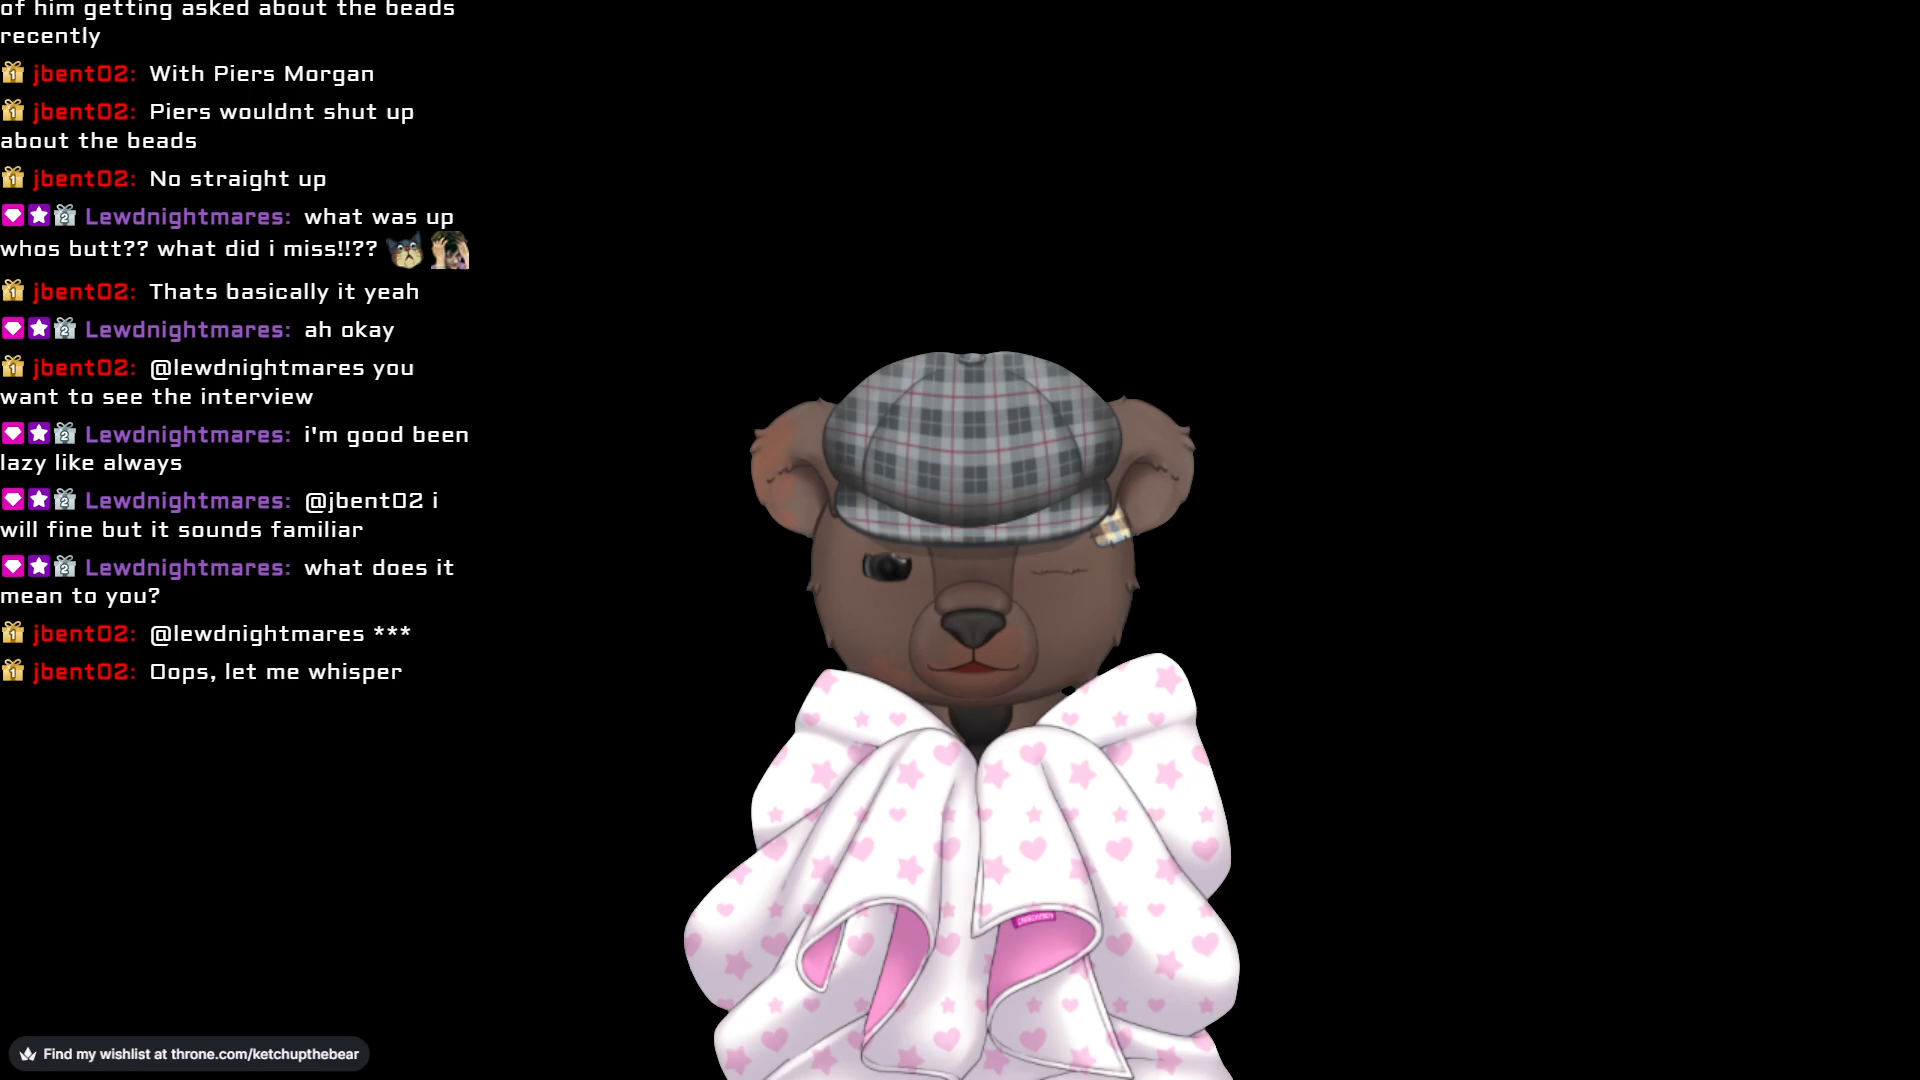 of him getting asked about the beads
recently
jbent02: With Piers Morgan
jbent02: Piers wouldnt shut up
about the beads
jbent02: No straight up
Lewdnightmares: what was up
whos butt?? what did i miss!!??
jbent02: Thats basically it yeah
Lewdnightmares: ah okay
jbent02: @lewdnightmares you
want to see the interview
Lewdnightmares: i'm good been
lazy like always
Lewdnightmares: @jbent02 i
will fine but it sounds familiar
Lewdnightmares: what does it
mean to you?
jbent02: @lewdnightmares ***
jbent02: Oops, let me whisper
Find my wishlist at throne.com/ketchupthebear